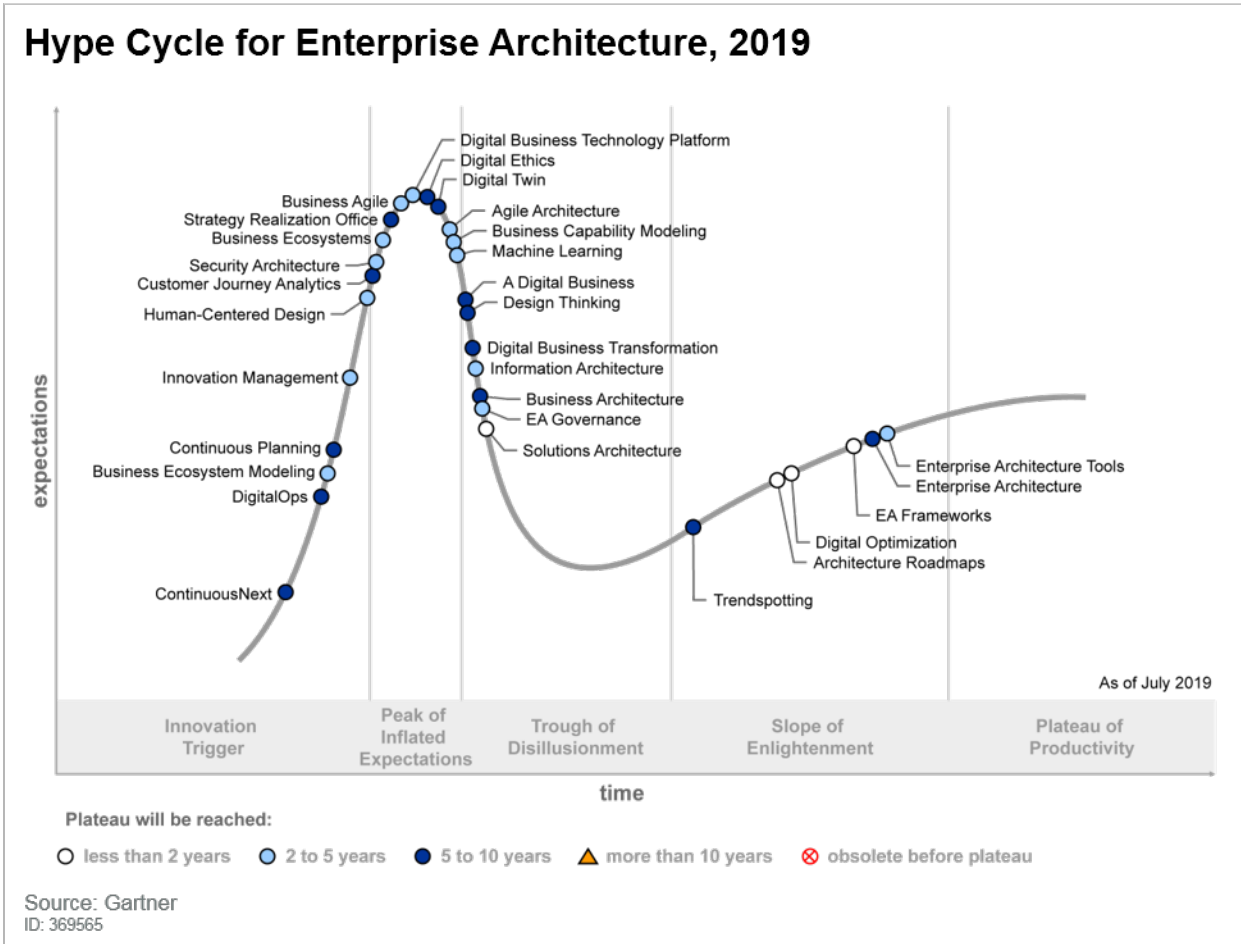 Hype Cycle for Enterprise Architecture, 2019
expectations
Digital Business Technology Platform
Digital Ethics
Digital Twin
Business Agile
Strategy Realization Office
Business Ecosystems
Security Architecture
Customer Journey Analytics
Human-Centered Design
Innovation Management
Continuous Planning
Business Ecosystem Modeling
DigitalOps
ContinuousNext
Agile Architecture
Business Capability Modeling
Machine Learning
A Digital Business
Design Thinking
Digital Business Transformation
Information Architecture
Business Architecture
EA Governance
Solutions Architecture
Enterprise Architecture Tools
Enterprise Architecture
EA Frameworks
Digital Optimization
Architecture Roadmaps
Trendspotting
As of July 2019
Innovation
Trigger
Peak of
Inflated
Expectations
Trough of
Disillusionment
Slope of
Enlightenment
Plateau of
Productivity
time
Plateau will be reached:
less than 2 years
2 to 5 years
5 to 10 years
more than 10 years
obsolete before plateau
Source: Gartner
ID: 369565